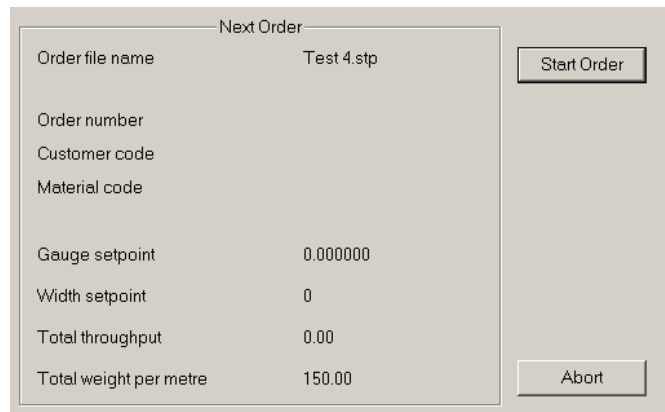 Next Order
Order file name Test 4.stp
Start Order
Order number
Customer code
Material code
Gauge setpoint 0.000000
Width setpoint 0
Total throughput 0.00
Total weight per metre 150.00
Abort